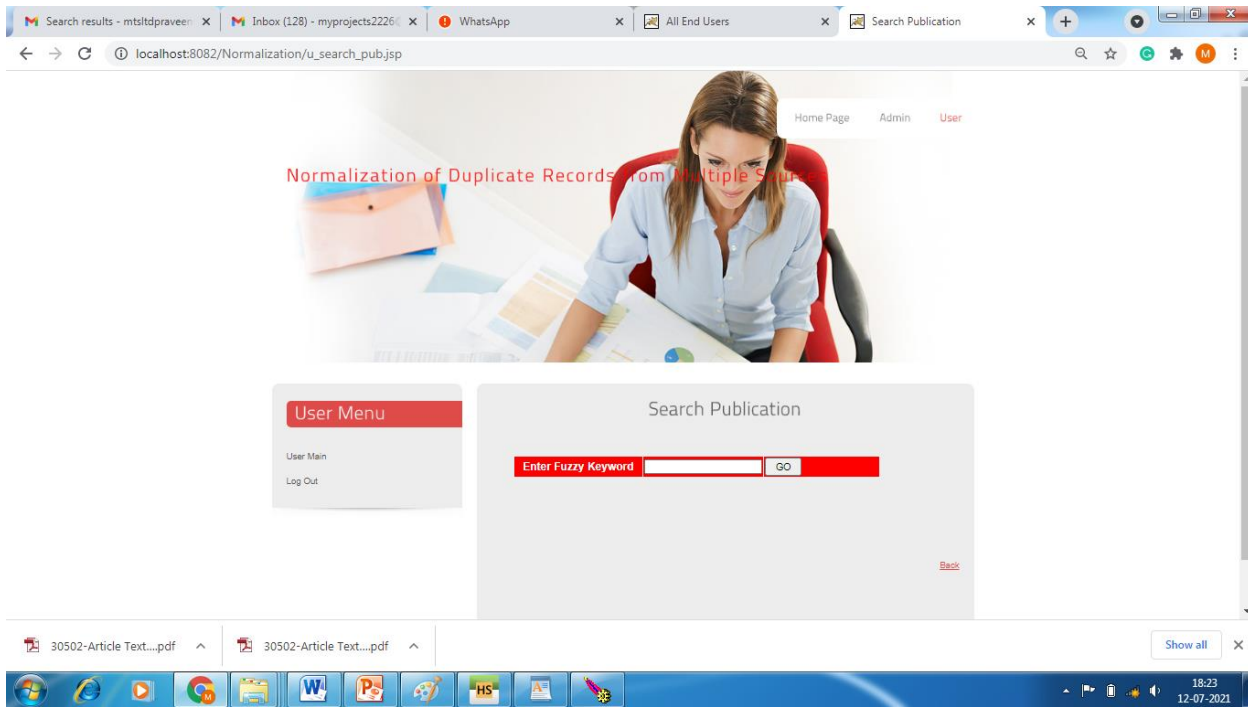 Search results - mtsltdpraveen
Inbox (128) - myprojects2226
WhatsApp
All End Users
Search Publication
localhost:8082/Normalization/u_search_pub.jsp
M
Home Page Admin User
Normalization of Duplicate Records from Multiple Sources
User Menu
User Main
Log Out
Search Publication
Enter Fuzzy Keyword GO
Back
30502-Article Text....pdf
30502-Article Text....pdf
Show all
HS
18:23
12-07-2021